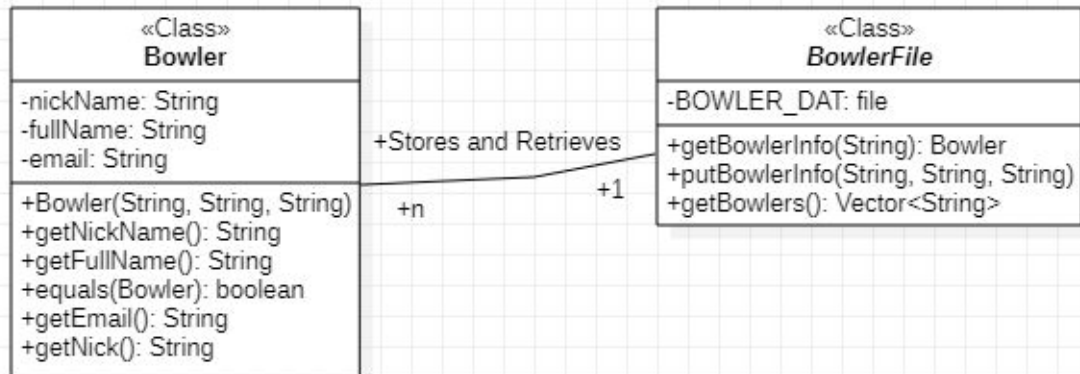 «Class»
Bowler
-nickName: String
-fullName: String
-email: String
+Bowler(String, String, String)
+getNickName(): String
+getFullName(): String
+equals(Bowler): boolean
+getEmail(): String
+getNick(): String
+Stores and Retrieves
+n
+1
«Class»
BowlerFile
-BOWLER_DAT: file
+getBowlerInfo(String): Bowler
+putBowlerInfo(String, String, String)
+getBowlers(): Vector<String>